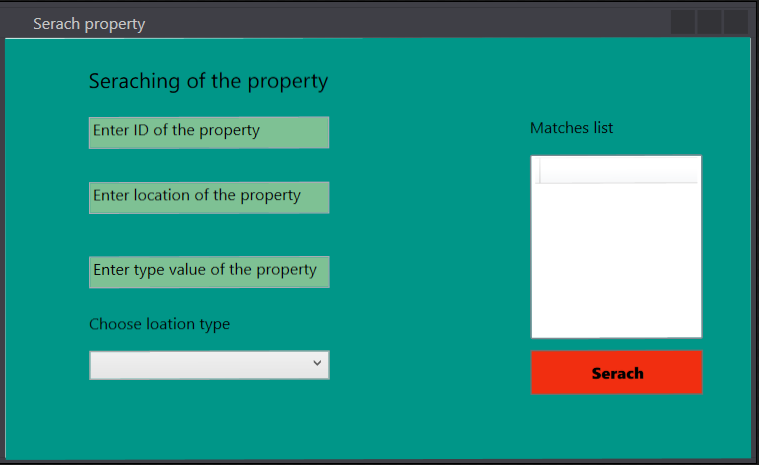 Serach property
Seraching of the property
Enter ID of the property
Enter location of the property
Enter type value of the property
Choose loation type
Matches list
Serach